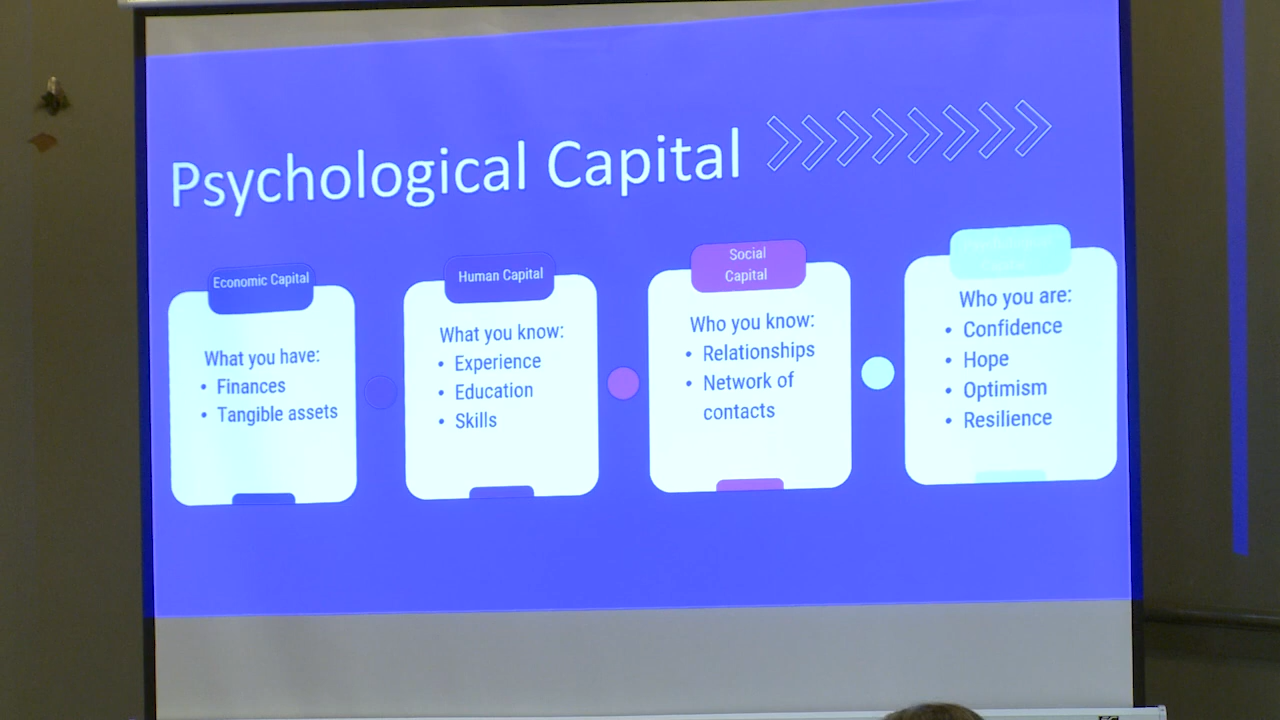 Psychological Capital
Economic Capital
What you have:
• Finances
• Tangible assets
Human Capital
What you know:
• Experience
• Education
• Skills
Social
Capital
Who you know:
• Relationships
• Network of
contacts
Who you are:
• Confidence
• Hope
• Optimism
• Resilience